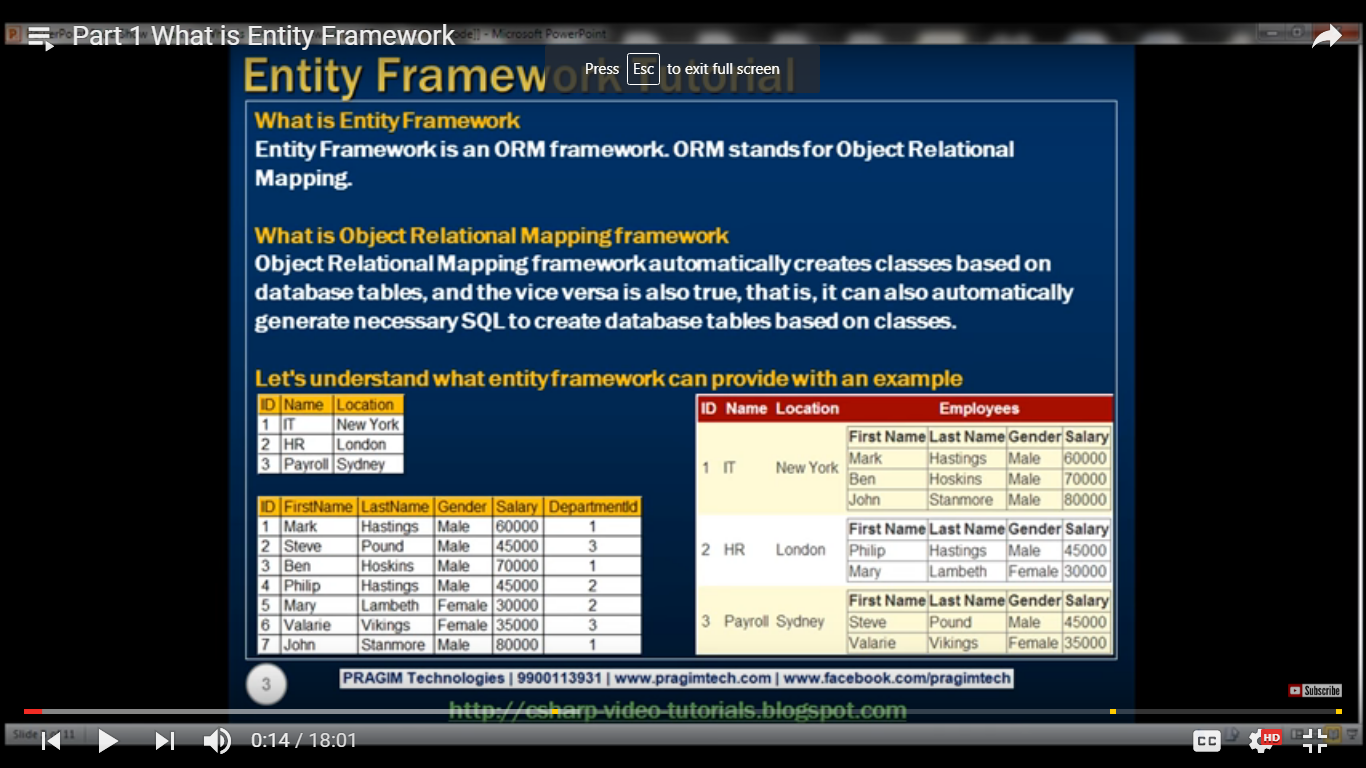 Part 1 What is Entity Framework
- Microsoft PowerPoint
Press Esc to exit full screen
Entity Framework Tutorial
What is Entity Framework
Entity Framework is an ORM framework. ORM stands for Object Relational
Mapping.
What is Object Relational Mapping framework
Object Relational Mapping framework automatically creates classes based on
database tables, and the vice versa is also true, that is, it can also automatically
generate necessary SQL to create database tables based on classes.
Let's understand what entity framework can provide with an example
ID Name Location
1 IT New York
2 HR London
3 Payroll Sydney
ID FirstName LastName Gender Salary DepartmentId
1 Mark Hastings Male 60000 1
2 Steve Pound Male 45000 3
3 Ben Hoskins Male 70000 1
4 Philip Hastings Male 45000 2
5 Mary Lambeth Female 30000 2
6 Valarie Vikings Female 35000 3
7 John Stanmore Male 80000 1
ID Name Location Employees
First Name Last Name Gender Salary
Mark Hastings Male 60000
1 IT New York Ben Hoskins Male 70000
John Stanmore Male 80000
First Name Last Name Gender Salary
2 HR London Philip Hastings Male 45000
Mary Lambeth Female 30000
First Name Last Name Gender Salary
3 Payroll Sydney Steve Pound Male 45000
Valarie Vikings Female 35000
3
PRAGIM Technologies | 9900113931 | www.pragimtech.com | www.facebook.com/pragimtech
Subscribe
http://csharp-video-tutorials.blogspot.com
Slide 11
0:14 / 18:01
CC
HD